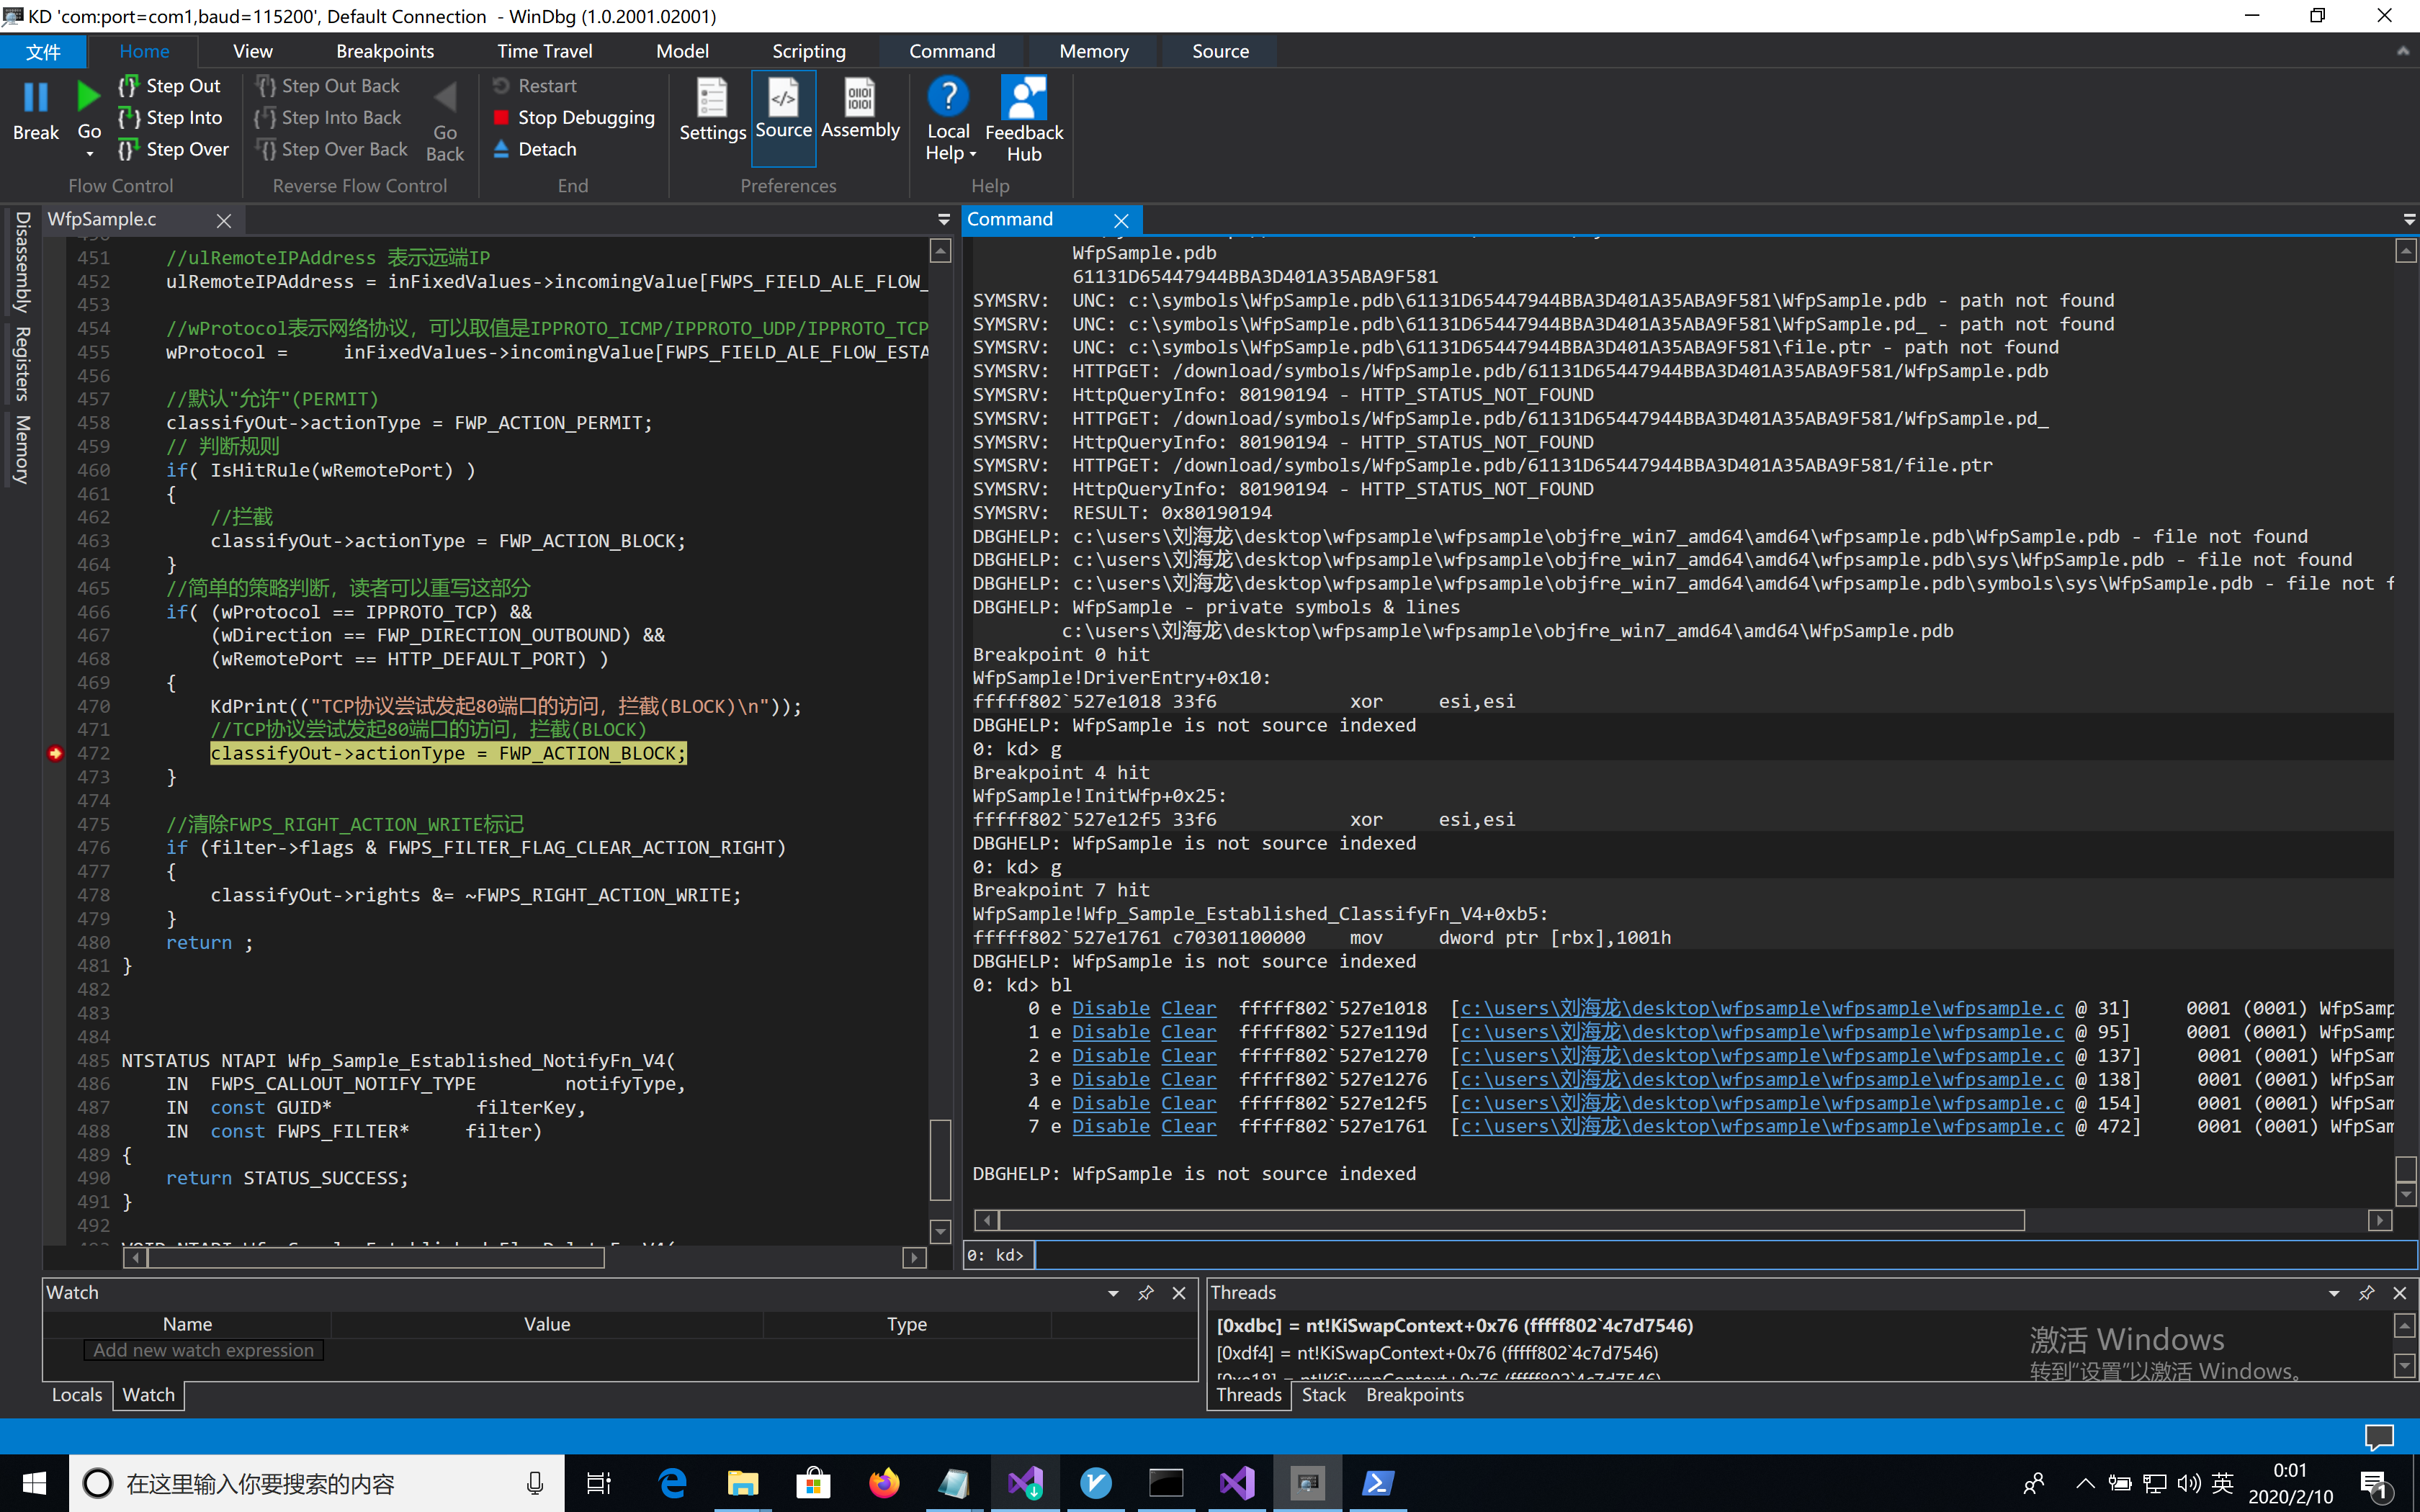 KD 'com:port=com1,baud=115200', Default Connection - WinDbg (1.0.2001.02001)
文件 Home View Breakpoints Time Travel Model Scripting Command Memory Source
Break
Go
Step Out
Step Into
Step Over
Flow Control
Step Out Back
Step Into Back
Step Over Back
Go Back
Reverse Flow Control
Restart
Stop Debugging
Detach
End
Settings
Source
Assembly
Preferences
Local Help
Feedback Hub
Help
Disassembly
Registers
Memory
WfpSample.c
451 //ulRemoteIPAddress 表示远端IP
452 ulRemoteIPAddress = inFixedValues->incomingValue[FWPS_FIELD_ALE_FLOW_
453
454 //wProtocol表示网络协议，可以取值是IPPROTO_ICMP/IPPROTO_UDP/IPPROTO_TCP
455 wProtocol = inFixedValues->incomingValue[FWPS_FIELD_ALE_FLOW_ESTA
456
457 //默认"允许"(PERMIT)
458 classifyOut->actionType = FWP_ACTION_PERMIT;
459 // 判断规则
460 if( IsHitRule(wRemotePort) )
461 {
462 //拦截
463 classifyOut->actionType = FWP_ACTION_BLOCK;
464 }
465 //简单的策略判断，读者可以重写这部分
466 if( (wProtocol == IPPROTO_TCP) &&
467 (wDirection == FWP_DIRECTION_OUTBOUND) &&
468 (wRemotePort == HTTP_DEFAULT_PORT) )
469 {
470 KdPrint(("TCP协议尝试发起80端口的访问，拦截(BLOCK)\n"));
471 //TCP协议尝试发起80端口的访问，拦截(BLOCK)
472 classifyOut->actionType = FWP_ACTION_BLOCK;
473 }
474
475 //清除FWPS_RIGHT_ACTION_WRITE标记
476 if (filter->flags & FWPS_FILTER_FLAG_CLEAR_ACTION_RIGHT)
477 {
478 classifyOut->rights &= ~FWPS_RIGHT_ACTION_WRITE;
479 }
480 return ;
481 }
482
483
484
485 NTSTATUS NTAPI Wfp_Sample_Established_NotifyFn_V4(
486 IN FWPS_CALLOUT_NOTIFY_TYPE notifyType,
487 IN const GUID* filterKey,
488 IN const FWPS_FILTER* filter)
489 {
490 return STATUS_SUCCESS;
491 }
492
Command
WfpSample.pdb
61131D65447944BBA3D401A35ABA9F581
SYMSRV: UNC: c:\symbols\WfpSample.pdb\61131D65447944BBA3D401A35ABA9F581\WfpSample.pdb - path not found
SYMSRV: UNC: c:\symbols\WfpSample.pdb\61131D65447944BBA3D401A35ABA9F581\WfpSample.pd_ - path not found
SYMSRV: UNC: c:\symbols\WfpSample.pdb\61131D65447944BBA3D401A35ABA9F581\file.ptr - path not found
SYMSRV: HTTPGET: /download/symbols/WfpSample.pdb/61131D65447944BBA3D401A35ABA9F581/WfpSample.pdb
SYMSRV: HttpQueryInfo: 80190194 - HTTP_STATUS_NOT_FOUND
SYMSRV: HTTPGET: /download/symbols/WfpSample.pdb/61131D65447944BBA3D401A35ABA9F581/WfpSample.pd_
SYMSRV: HttpQueryInfo: 80190194 - HTTP_STATUS_NOT_FOUND
SYMSRV: HTTPGET: /download/symbols/WfpSample.pdb/61131D65447944BBA3D401A35ABA9F581/file.ptr
SYMSRV: HttpQueryInfo: 80190194 - HTTP_STATUS_NOT_FOUND
SYMSRV: RESULT: 0x80190194
DBGHELP: c:\users\刘海龙\desktop\wfpsample\wfpsample\objfre_win7_amd64\amd64\wfpsample.pdb\WfpSample.pdb - file not found
DBGHELP: c:\users\刘海龙\desktop\wfpsample\wfpsample\objfre_win7_amd64\amd64\wfpsample.pdb\sys\WfpSample.pdb - file not found
DBGHELP: c:\users\刘海龙\desktop\wfpsample\wfpsample\objfre_win7_amd64\amd64\wfpsample.pdb\symbols\sys\WfpSample.pdb - file not f
DBGHELP: WfpSample - private symbols & lines
c:\users\刘海龙\desktop\wfpsample\wfpsample\objfre_win7_amd64\amd64\WfpSample.pdb
Breakpoint 0 hit
WfpSample!DriverEntry+0x10:
fffff802`527e1018 33f6 xor esi,esi
DBGHELP: WfpSample is not source indexed
0: kd> g
Breakpoint 4 hit
WfpSample!InitWfp+0x25:
fffff802`527e12f5 33f6 xor esi,esi
DBGHELP: WfpSample is not source indexed
0: kd> g
Breakpoint 7 hit
WfpSample!Wfp_Sample_Established_ClassifyFn_V4+0xb5:
fffff802`527e1761 c70301100000 mov dword ptr [rbx],1001h
DBGHELP: WfpSample is not source indexed
0: kd> bl
0 e Disable Clear fffff802`527e1018 [c:\users\刘海龙\desktop\wfpsample\wfpsample\wfpsample.c @ 31] 0001 (0001) WfpSamp
1 e Disable Clear fffff802`527e119d [c:\users\刘海龙\desktop\wfpsample\wfpsample\wfpsample.c @ 95] 0001 (0001) WfpSamp
2 e Disable Clear fffff802`527e1270 [c:\users\刘海龙\desktop\wfpsample\wfpsample\wfpsample.c @ 137] 0001 (0001) WfpSam
3 e Disable Clear fffff802`527e1276 [c:\users\刘海龙\desktop\wfpsample\wfpsample\wfpsample.c @ 138] 0001 (0001) WfpSam
4 e Disable Clear fffff802`527e12f5 [c:\users\刘海龙\desktop\wfpsample\wfpsample\wfpsample.c @ 154] 0001 (0001) WfpSam
7 e Disable Clear fffff802`527e1761 [c:\users\刘海龙\desktop\wfpsample\wfpsample\wfpsample.c @ 472] 0001 (0001) WfpSam
DBGHELP: WfpSample is not source indexed
0: kd>
Watch
Name Value Type
Add new watch expression
Locals Watch
Threads
[0xdbc] = nt!KiSwapContext+0x76 (fffff802`4c7d7546)
[0xdf4] = nt!KiSwapContext+0x76 (fffff802`4c7d7546)
[0xe18] = nt!KiSwapContext+0x76 (fffff802`4c7d7546)
Threads Stack Breakpoints
激活 Windows
转到"设置"以激活 Windows。
在这里输入你要搜索的内容
英
0:01
2020/2/10
1